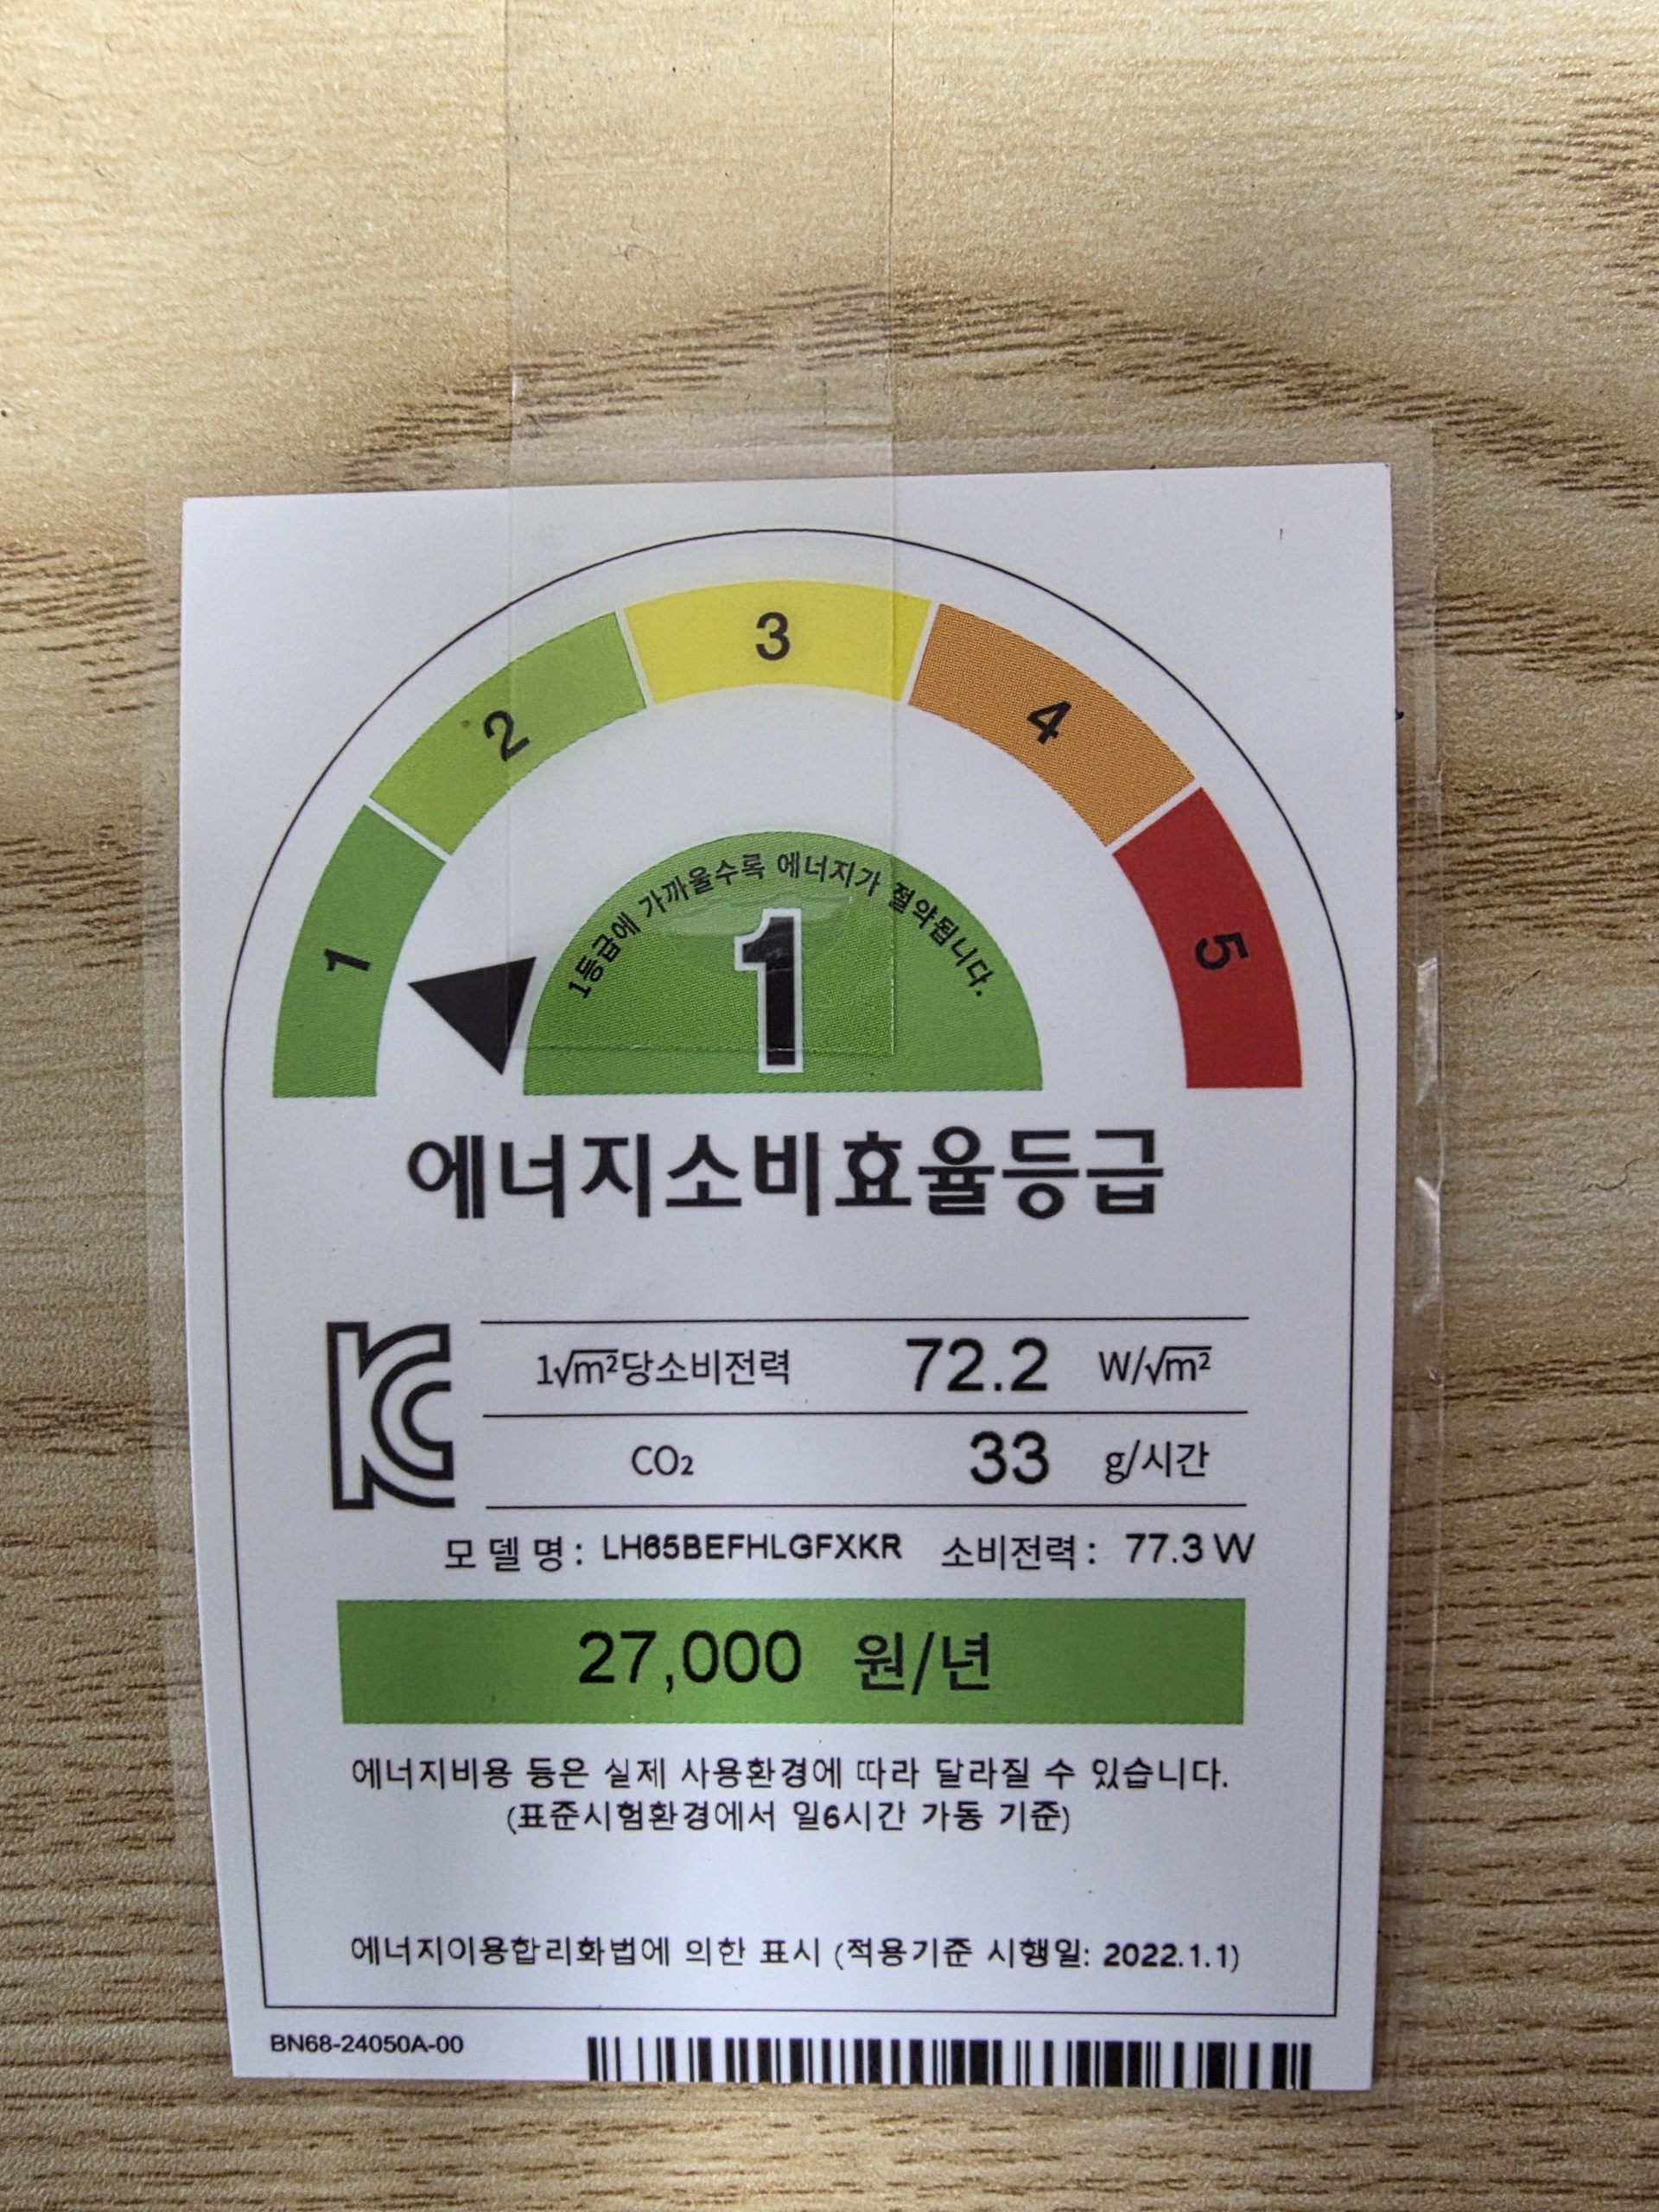 1 2 3 4 5
1등급에 가까울수록 에너지가 절약됩니다.
1
에너지소비효율등급
KC
1√m²당소비전력 72.2 W/√m²
CO₂ 33 g/시간
모 델 명 : LH65BEFHLGFXKR 소비전력 : 77.3 W
27,000 원/년
에너지비용 등은 실제 사용환경에 따라 달라질 수 있습니다.
(표준시험환경에서 일6시간 가동 기준)
에너지이용합리화법에 의한 표시 (적용기준 시행일: 2022.1.1)
BN68-24050A-00